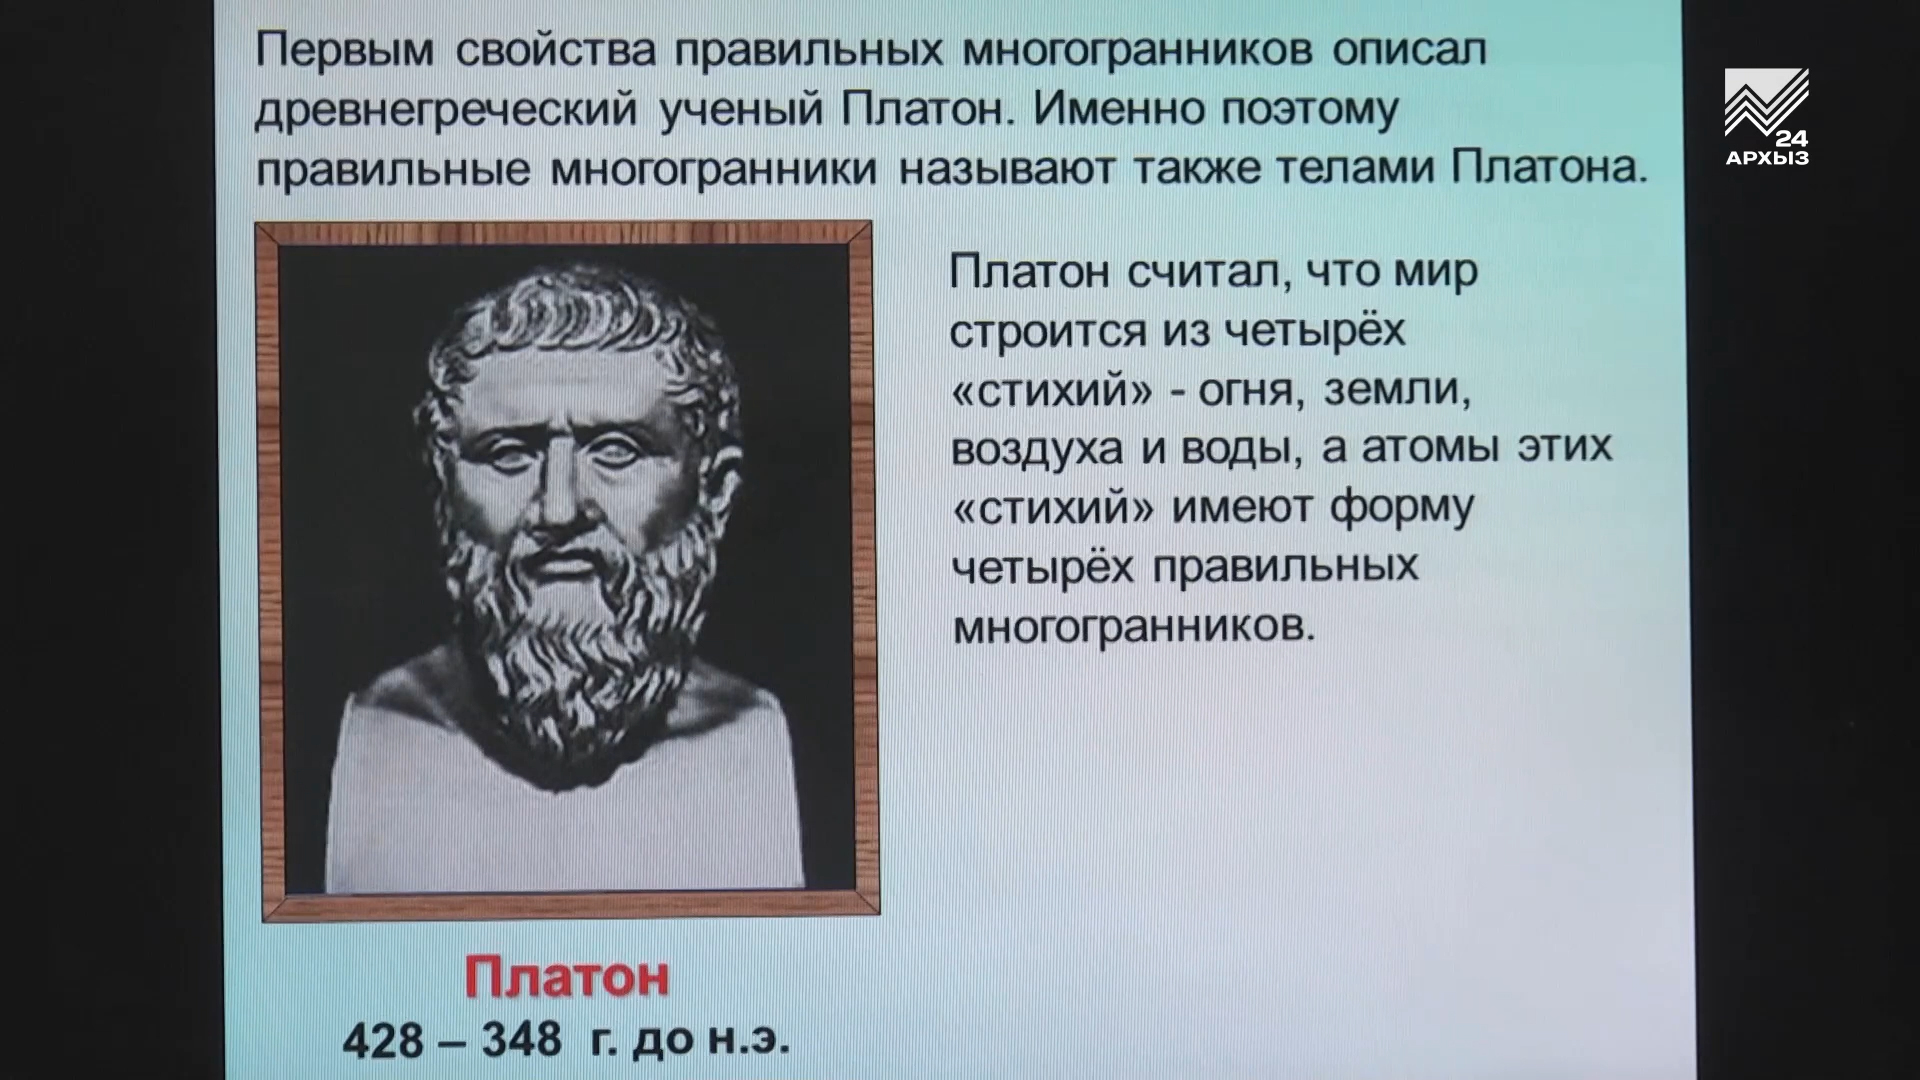 Первым свойства правильных многогранников описал
древнегреческий ученый Платон. Именно поэтому
правильные многогранники называют также телами Платона.
24
АРХЫЗ
Платон считал, что мир
строится из четырёх
«стихий» - огня, земли,
воздуха и воды, а атомы этих
«стихий» имеют форму
четырёх правильных
многогранников.
Платон
428 – 348 г. до н.э.